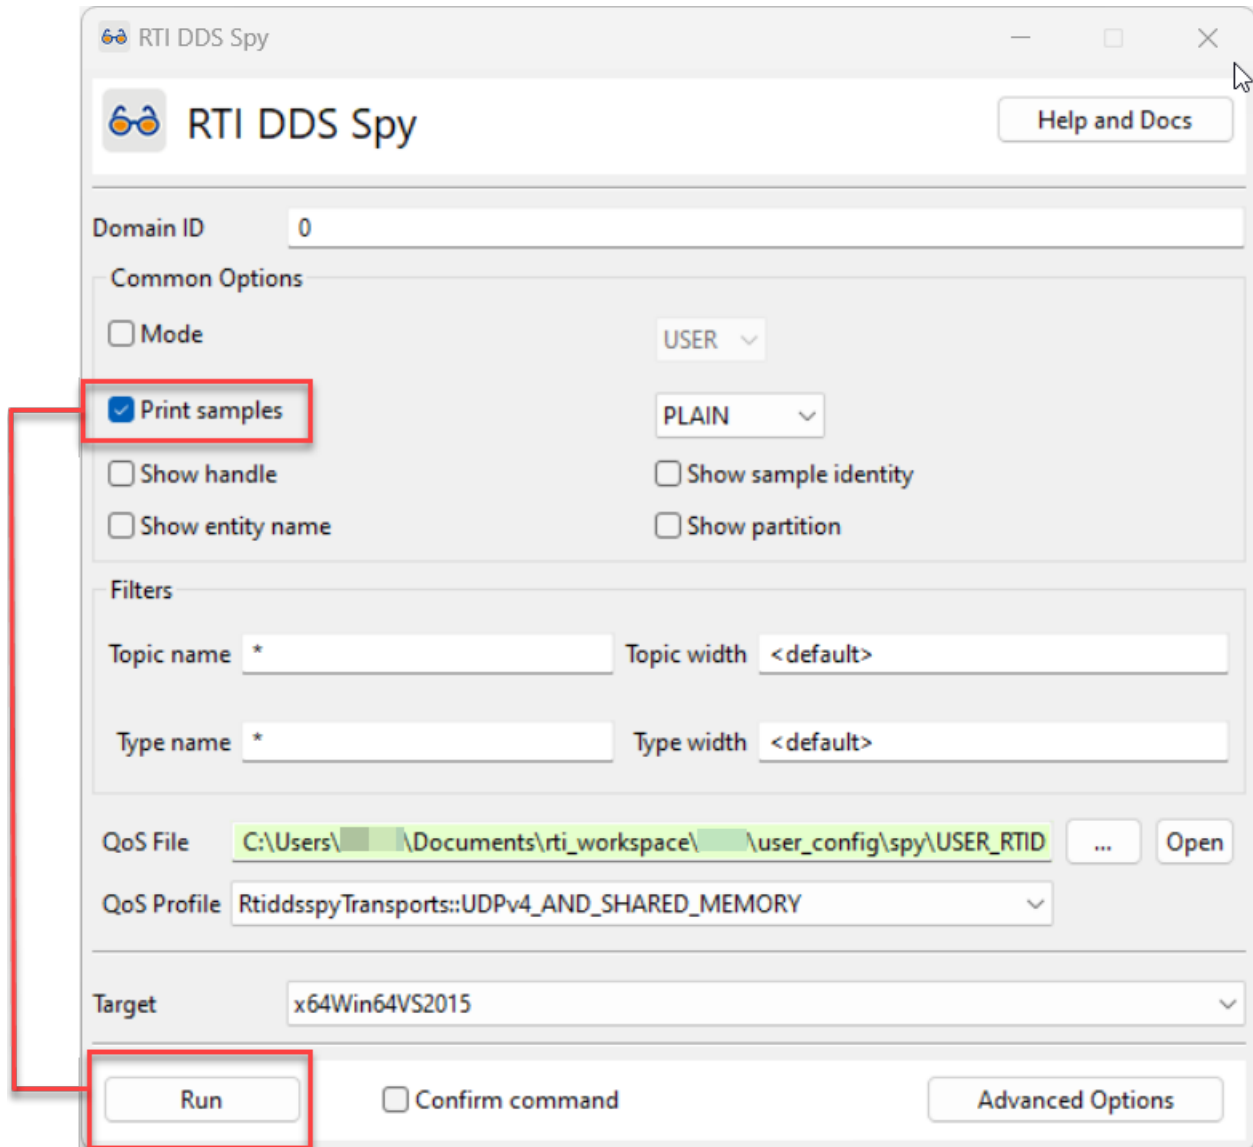 RTI DDS Spy
RTI DDS Spy
Help and Docs
Domain ID 0
Common Options
Mode USER
Print samples PLAIN
Show handle Show sample identity
Show entity name Show partition
Filters
Topic name * Topic width <default>
Type name * Type width <default>
QoS File C:\Users\ \Documents\rti_workspace\ \user_config\spy\USER_RTID ... Open
QoS Profile RtiddsspyTransports::UDPv4_AND_SHARED_MEMORY
Target x64Win64VS2015
Run Confirm command Advanced Options